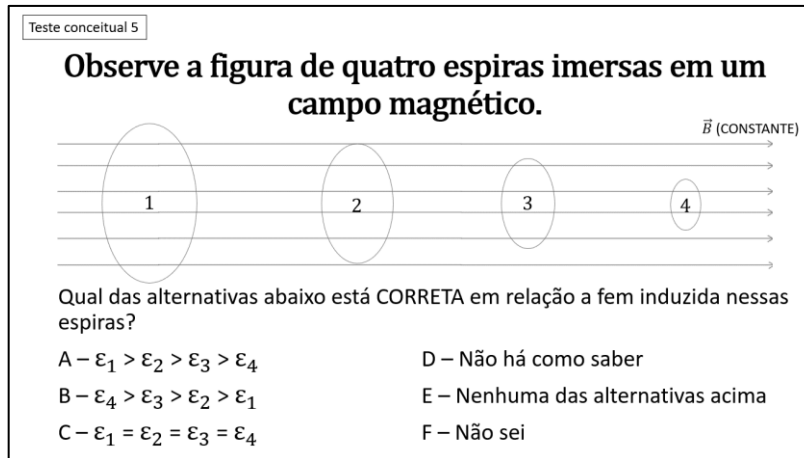 Teste conceitual 5
Observe a figura de quatro espiras imersas em um
campo magnético.
B⃗ (CONSTANTE)
1 2 3 4
Qual das alternativas abaixo está CORRETA em relação a fem induzida nessas
espiras?
A – ε₁ > ε₂ > ε₃ > ε₄
B – ε₄ > ε₃ > ε₂ > ε₁
C – ε₁ = ε₂ = ε₃ = ε₄
D – Não há como saber
E – Nenhuma das alternativas acima
F – Não sei